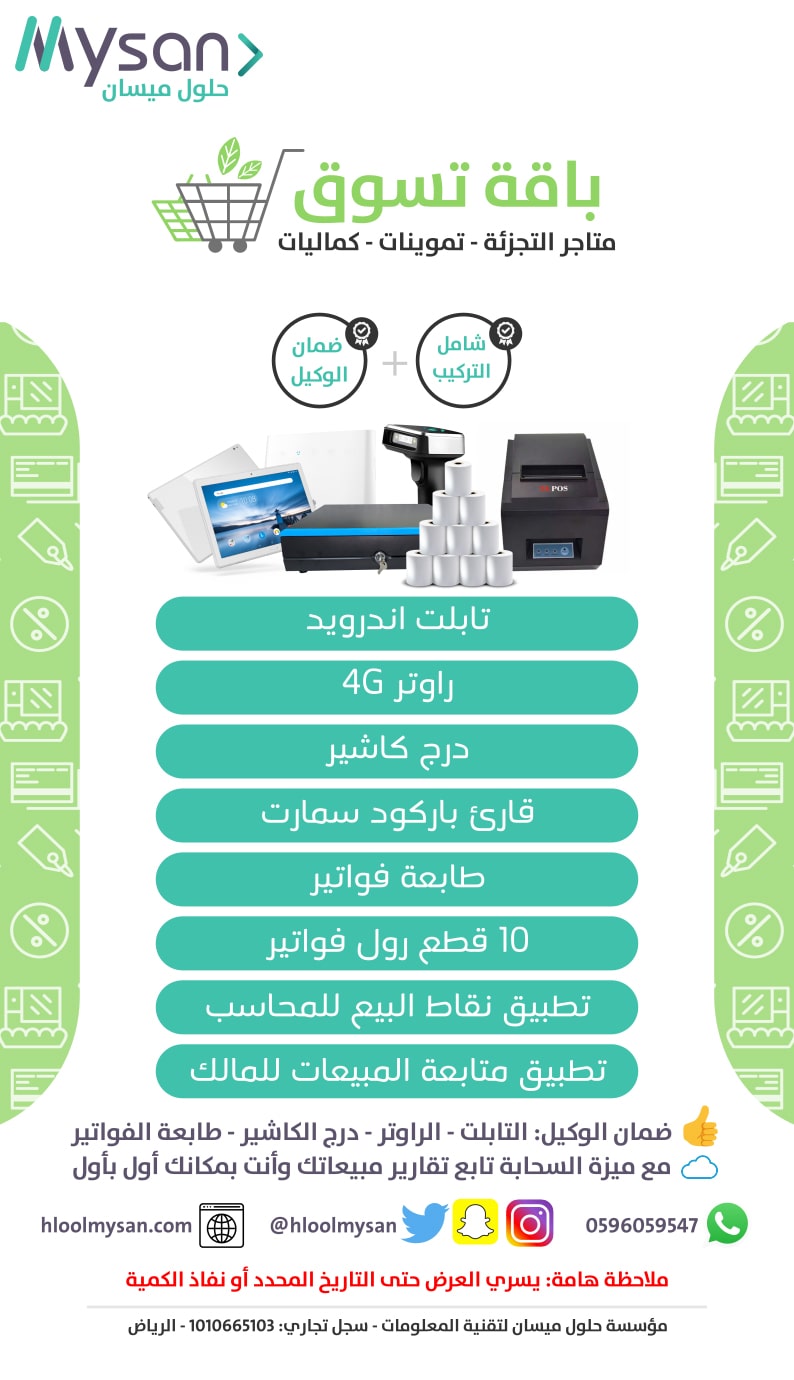 Mysan
حلول ميسان
باقة تسوق
متاجر التجزئة - تموينات - كماليات
شامل
التركيب
+
ضمان
الوكيل
POS
تابلت اندرويد
راوتر 4G
درج كاشير
قارئ باركود سمارت
طابعة فواتير
10 قطع رول فواتير
تطبيق نقاط البيع للمحاسب
تطبيق متابعة المبيعات للمالك
ضمان الوكيل: التابلت - الراوتر - درج الكاشير - طابعة الفواتير
مع ميزة السحابة تابع تقارير مبيعاتك وأنت بمكانك أول بأول
0596059547
@hloolmysan
hloolmysan.com
ملاحظة هامة: يسري العرض حتى التاريخ المحدد أو نفاذ الكمية
مؤسسة حلول ميسان لتقنية المعلومات - سجل تجاري: 1010665103 - الرياض